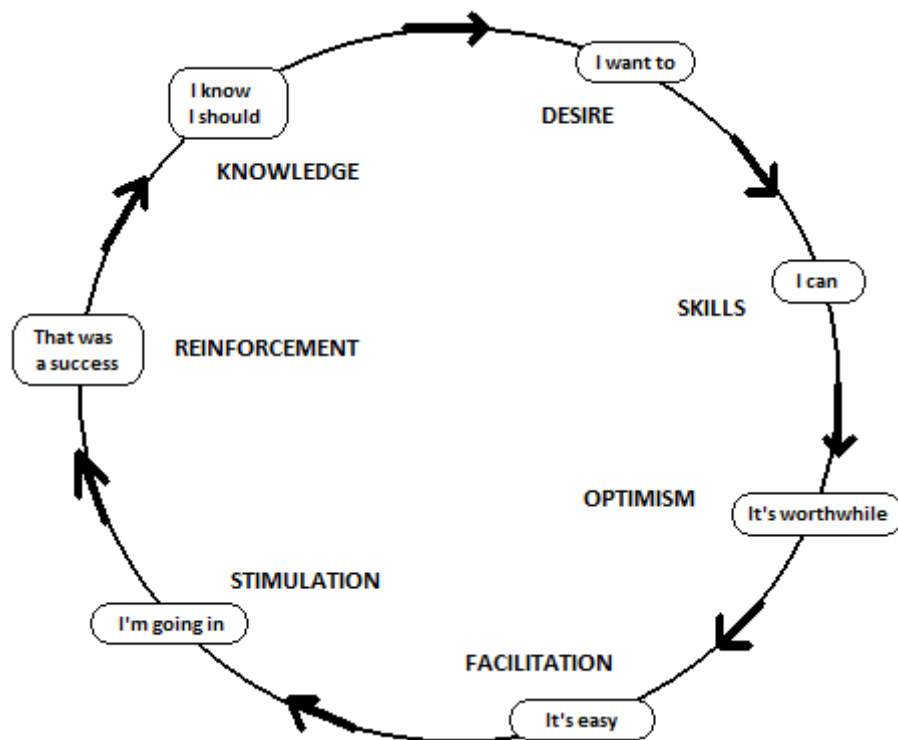 I want to
DESIRE
I know
I should
KNOWLEDGE
I can
SKILLS
That was
a success
REINFORCEMENT
OPTIMISM
It's worthwhile
STIMULATION
I'm going in
FACILITATION
It's easy